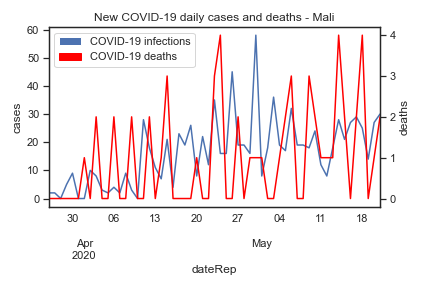 New COVID-19 daily cases and deaths - Mali
COVID-19 infections
COVID-19 deaths
60
50
40
30
20
10
0
cases
4
3
2
1
0
deaths
30 06 13 20 27 04 11 18
Apr May
2020
dateRep